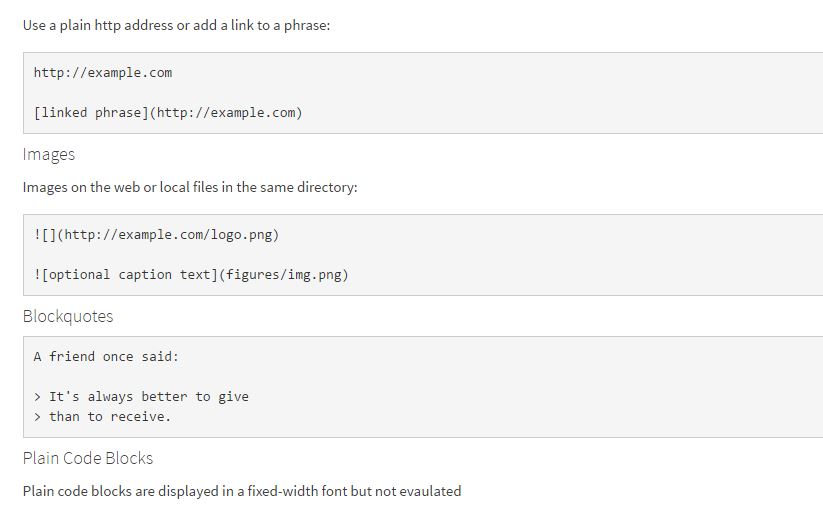 Use a plain http address or add a link to a phrase:
http://example.com
[linked phrase](http://example.com)
Images
Images on the web or local files in the same directory:
![](http://example.com/logo.png)
![optional caption text](figures/img.png)
Blockquotes
A friend once said:
> It's always better to give
> than to receive.
Plain Code Blocks
Plain code blocks are displayed in a fixed-width font but not evaulated